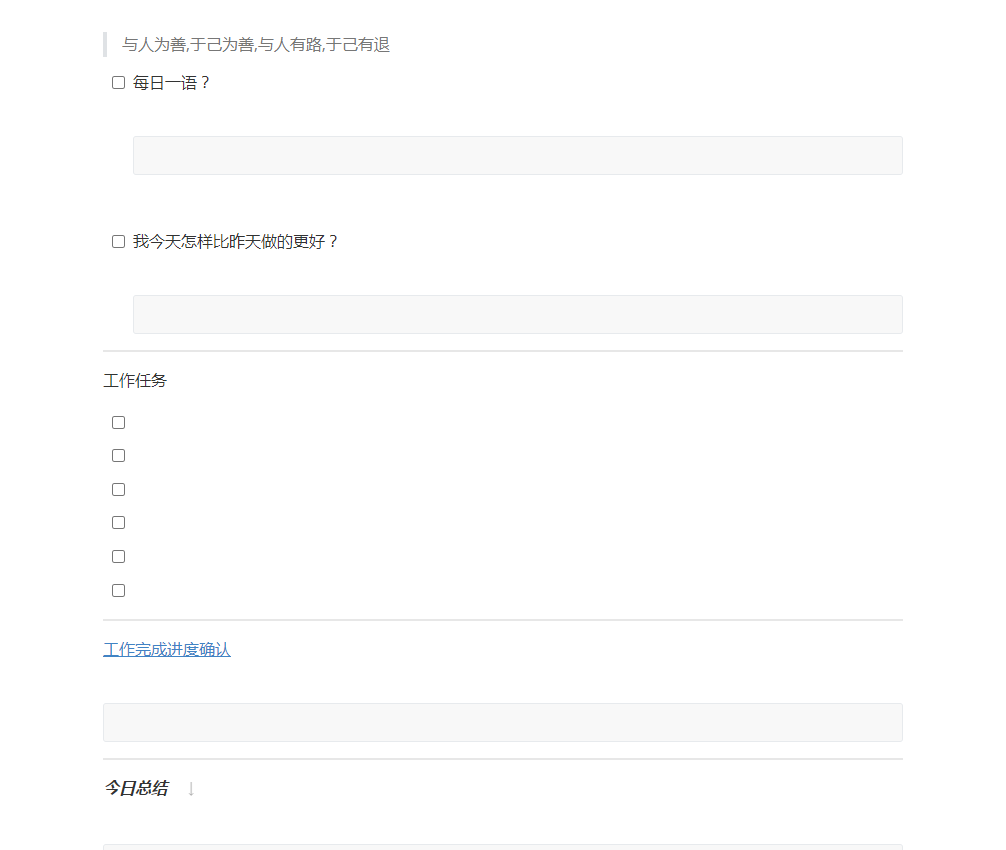 与人为善,于己为善,与人有路,于己有退
每日一语？
我今天怎样比昨天做的更好？
工作任务
工作完成进度确认
今日总结 ↓